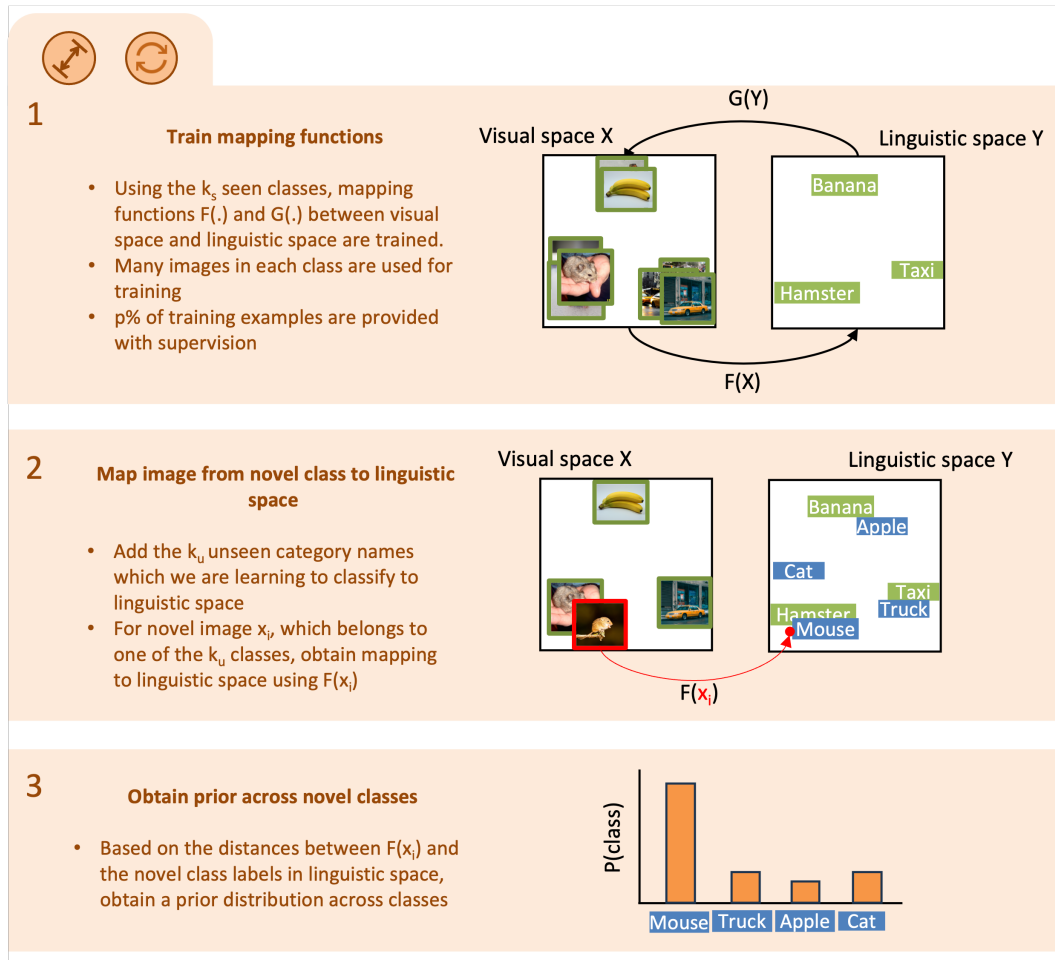 1
Train mapping functions
• Using the ks seen classes, mapping
functions F(.) and G(.) between visual
space and linguistic space are trained.
• Many images in each class are used for
training
• p% of training examples are provided
with supervision
G(Y)
Visual space X
Linguistic space Y
Banana
Taxi
Hamster
F(X)
2
Map image from novel class to linguistic
space
• Add the ku unseen category names
which we are learning to classify to
linguistic space
• For novel image xi, which belongs to
one of the ku classes, obtain mapping
to linguistic space using F(xi)
Visual space X
Linguistic space Y
Banana
Apple
Cat
Taxi
Truck
Hamster
Mouse
F(xi)
3
Obtain prior across novel classes
• Based on the distances between F(xi) and
the novel class labels in linguistic space,
obtain a prior distribution across classes
P(class)
Mouse Truck Apple Cat